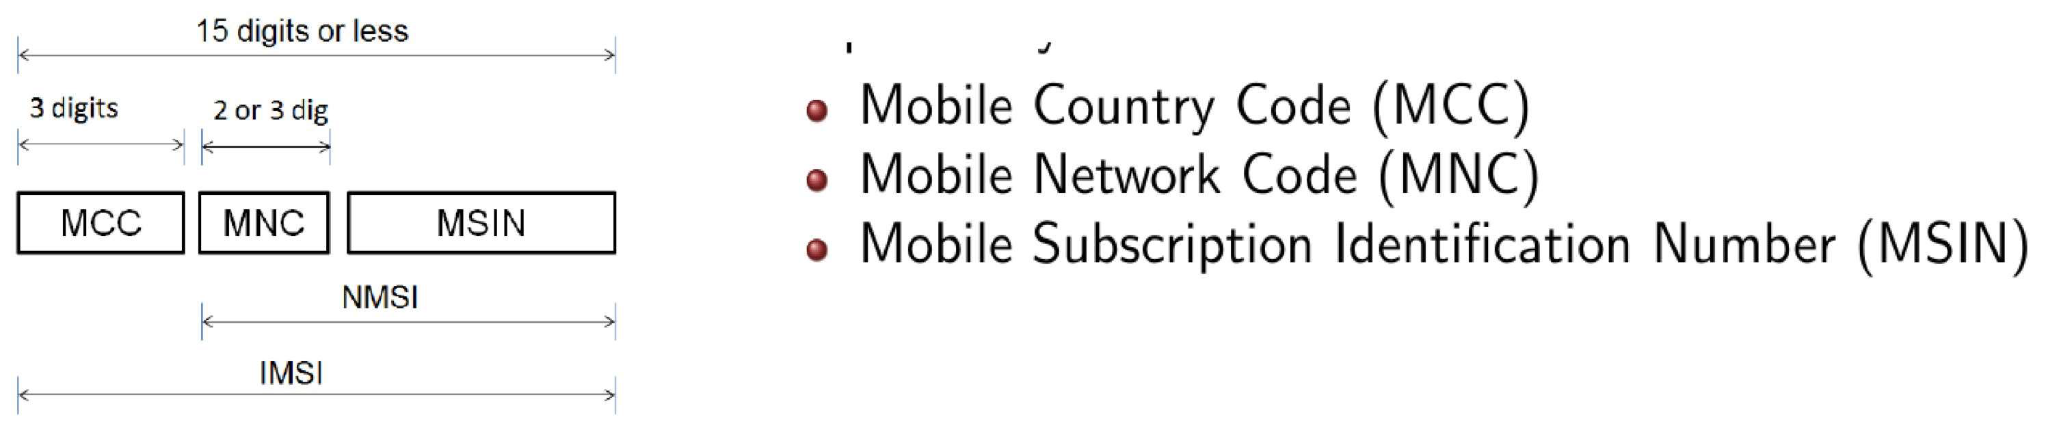 15 digits or less
3 digits
2 or 3 dig
MCC
MNC
MSIN
NMSI
IMSI
Mobile Country Code (MCC)
Mobile Network Code (MNC)
Mobile Subscription Identification Number (MSIN)